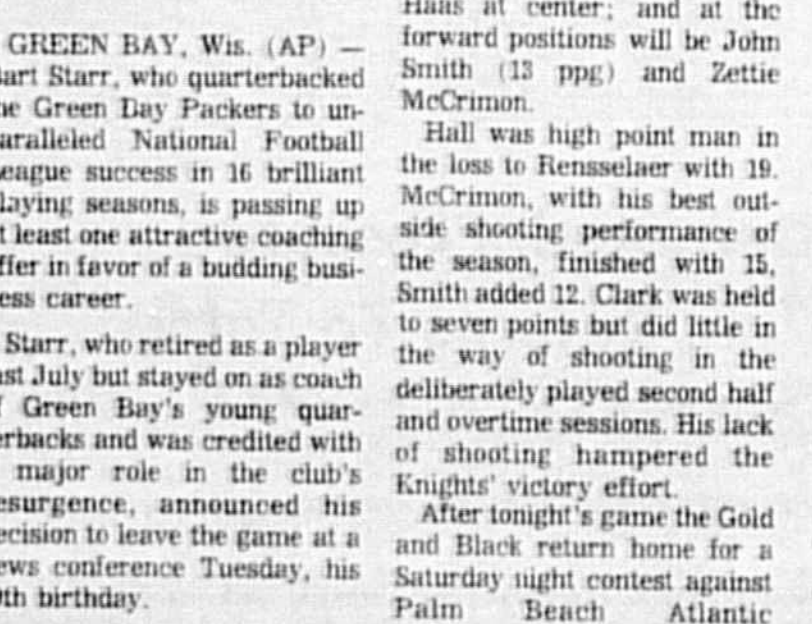 GREEN BAY, Wis. (AP) —
art Starr, who quarterbacked
he Green Bay Packers to un-
aralleled National Football
eague success in 16 brilliant
laying seasons, is passing up
t least one attractive coaching
ffer in favor of a budding busi-
ess career.
Starr, who retired as a player
ast July but stayed on as coach
f Green Bay's young quar-
erbacks and was credited with
major role in the club's
esurgence, announced his
ecision to leave the game at a
ews conference Tuesday, his
th birthday.
Haas at center; and at the
forward positions will be John
Smith (13 ppg) and Zettie
McCrimon.
Hall was high point man in
the loss to Rensselaer with 19.
McCrimon, with his best out-
side shooting performance of
the season, finished with 15,
Smith added 12. Clark was held
to seven points but did little in
the way of shooting in the
deliberately played second half
and overtime sessions. His lack
of shooting hampered the
Knights' victory effort.
After tonight's game the Gold
and Black return home for a
Saturday night contest against
Palm Beach Atlantic